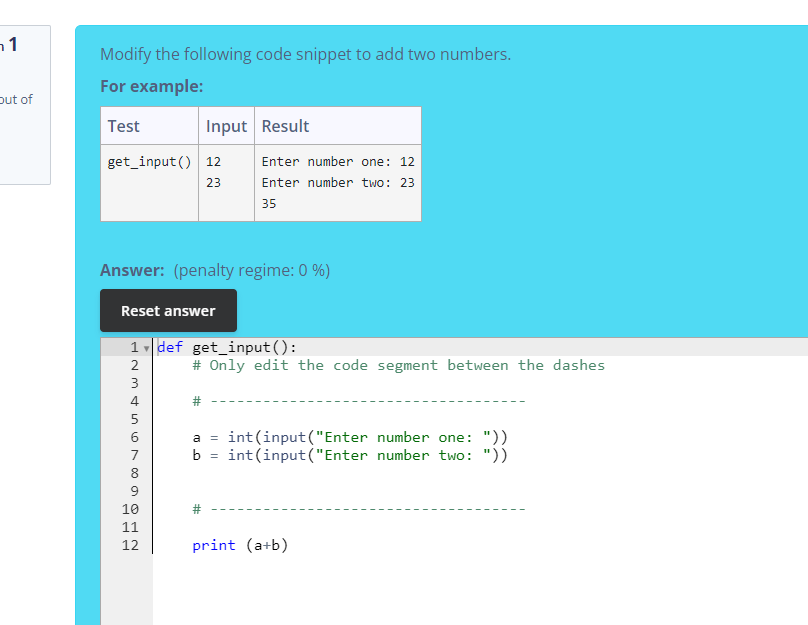 n 1
out of
Modify the following code snippet to add two numbers.
For example:
Test Input Result
get_input() 12 Enter number one: 12
23 Enter number two: 23
35
Answer: (penalty regime: 0 %)
Reset answer
1 def get_input():
2 # Only edit the code segment between the dashes
3
4 # ------------------------------------
5
6 a = int(input("Enter number one: "))
7 b = int(input("Enter number two: "))
8
9
10 # ------------------------------------
11
12 print (a+b)